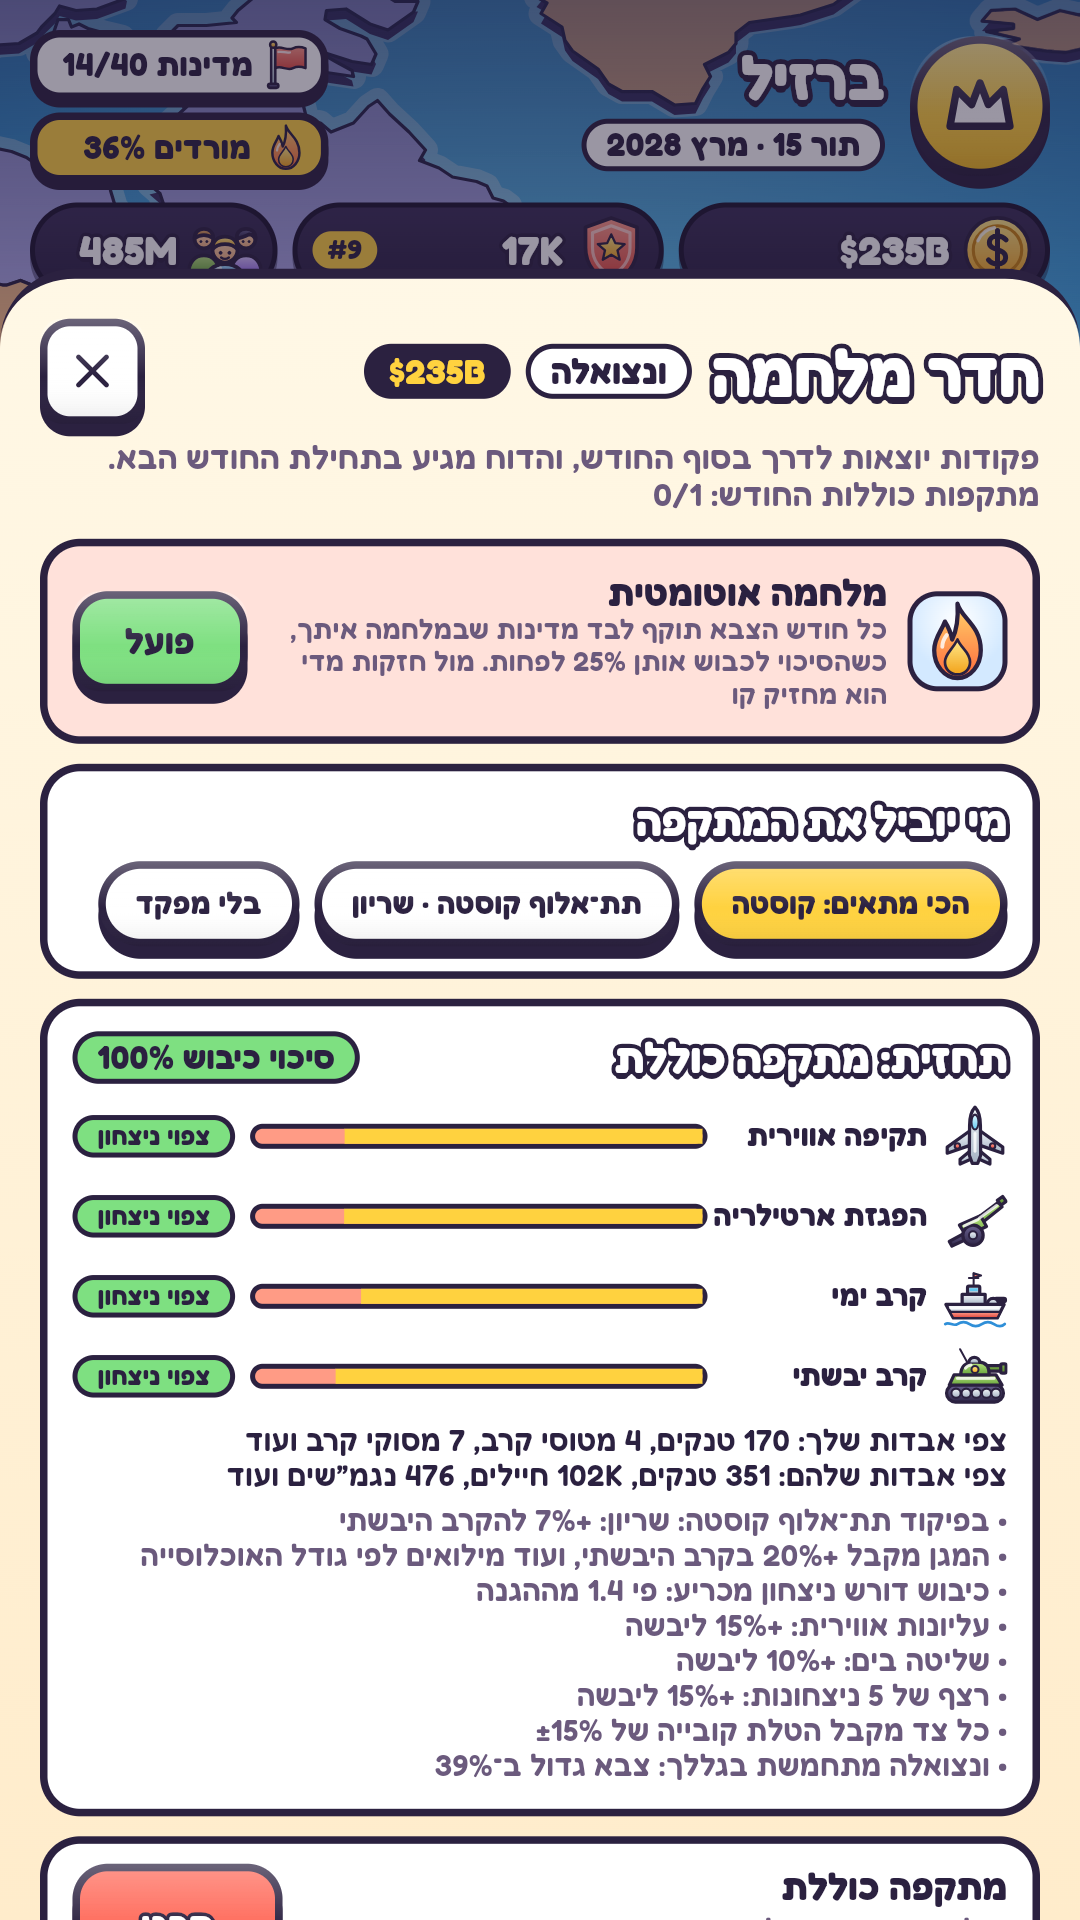 ברזיל
תור 15 · מרץ 2028
מדינות 14/40
מורדים 36%
$235B
17K
#9
485M
חדר מלחמה
ונצואלה
$235B
פקודות יוצאות לדרך בסוף החודש, והדוח מגיע בתחילת החודש הבא.
מתקפות כוללות החודש: 0/1
מלחמה אוטומטית
כל חודש הצבא תוקף לבד מדינות שבמלחמה איתך,
כשהסיכוי לכבוש אותן 25% לפחות. מול חזקות מדי
הוא מחזיק קו
פועל
מי יוביל את המתקפה
הכי מתאים: קוסטה
תת־אלוף קוסטה · שריון
בלי מפקד
תחזית: מתקפה כוללת
סיכוי כיבוש 100%
תקיפה אווירית
צפוי ניצחון
הפגזת ארטילריה
צפוי ניצחון
קרב ימי
צפוי ניצחון
קרב יבשתי
צפוי ניצחון
צפי אבדות שלך: 170 טנקים, 4 מטוסי קרב, 7 מסוקי קרב ועוד
צפי אבדות שלהם: 351 טנקים, 102K חיילים, 476 נגמ״שים ועוד
• בפיקוד תת־אלוף קוסטה: שריון: +7% להקרב היבשתי
• המגן מקבל +20% בקרב היבשתי, ועוד מילואים לפי גודל האוכלוסייה
• כיבוש דורש ניצחון מכריע: פי 1.4 מההגנה
• עליונות אווירית: +15% ליבשה
• שליטה בים: +10% ליבשה
• רצף של 5 ניצחונות: +15% ליבשה
• כל צד מקבל הטלת קובייה של ±15%
• ונצואלה מתחמשת בגללך: צבא גדול ב־39%
מתקפה כוללת